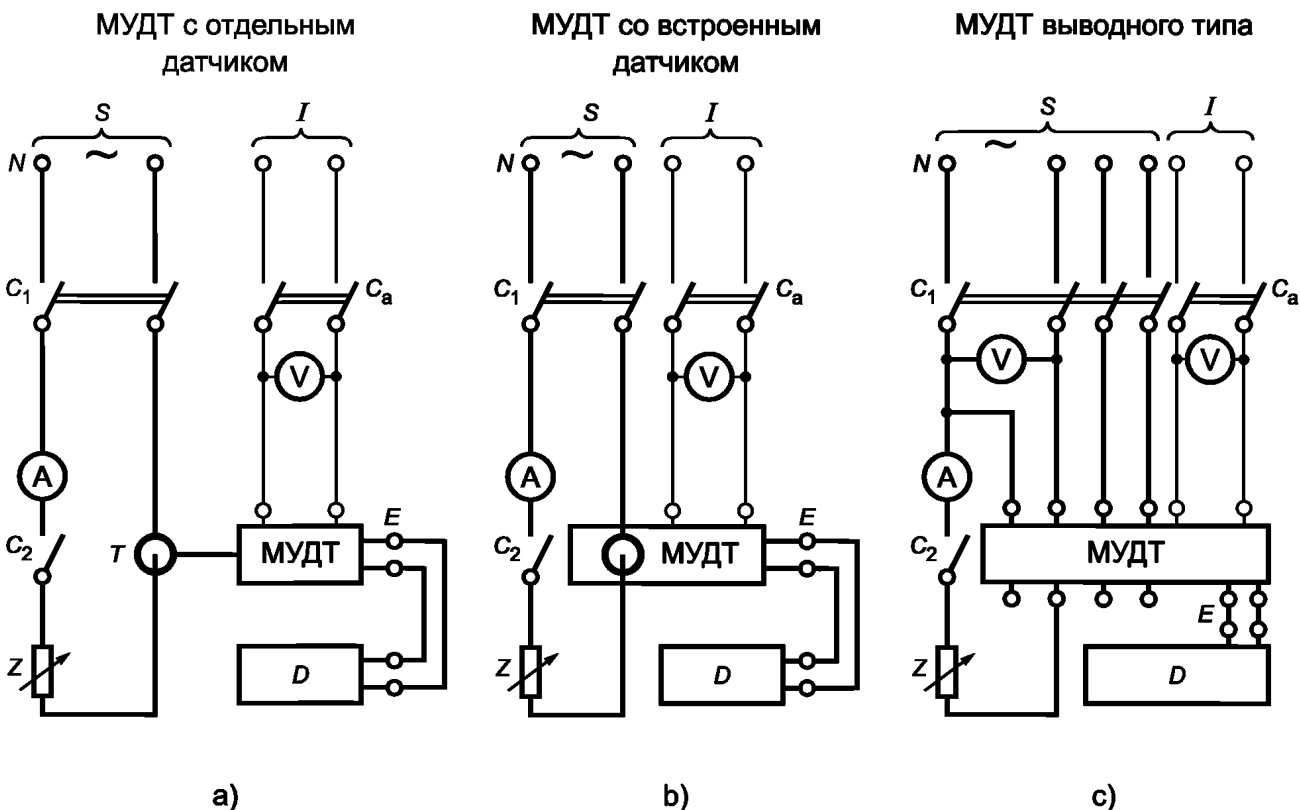 МУДТ с отдельным
датчиком
S
I
~
N
C1
Ca
V
A
C2
T
МУДТ
E
Z
D
a)
МУДТ со встроенным
датчиком
S
I
~
N
C1
Ca
V
A
C2
МУДТ
E
Z
D
b)
МУДТ выводного типа
S
I
~
N
C1
Ca
V
V
A
C2
МУДТ
E
Z
D
c)